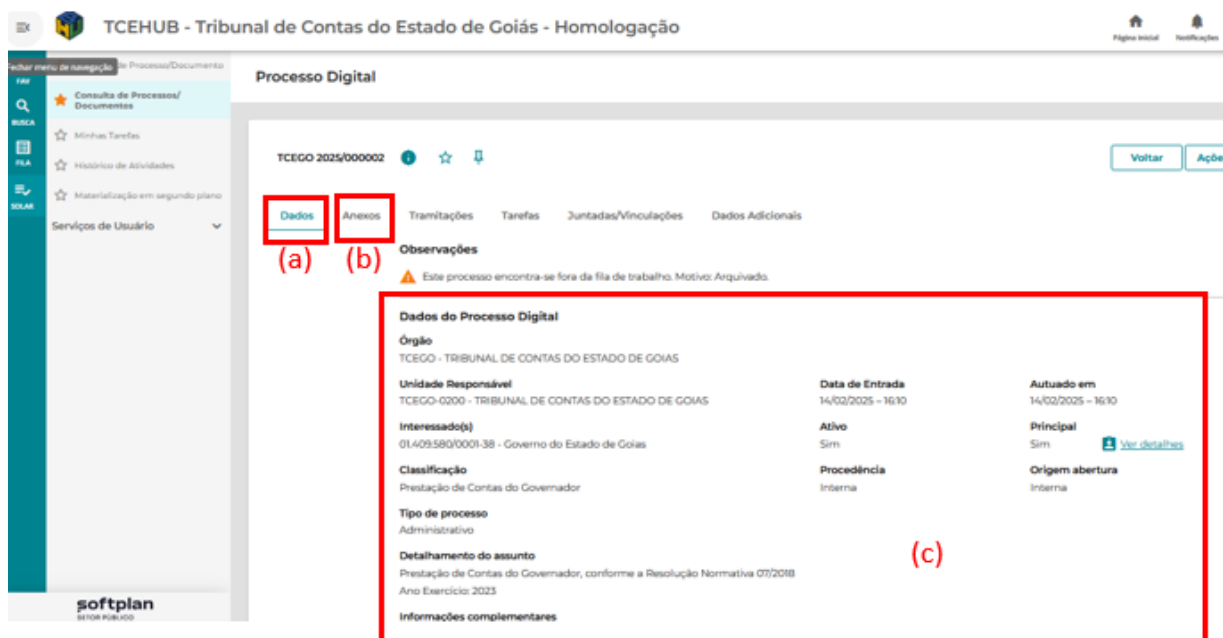 TCEHUB - Tribunal de Contas do Estado de Goiás - Homologação
Página Inicial
Notificações
Fechar menu de navegação
de Processo/Documento
FAV
Consulta de Processos/
Documentos
BUSCA
Minhas Tarefas
FILA
Histórico de Atividades
SOLAR
Materialização em segundo plano
Serviços de Usuário
softplan
SETOR PÚBLICO
Processo Digital
TCEGO 2025/000002
Voltar
Açõe
Dados
Anexos
Tramitações
Tarefas
Juntadas/Vinculações
Dados Adicionais
(a)
(b)
Observações
Este processo encontra-se fora da fila de trabalho. Motivo: Arquivado.
Dados do Processo Digital
Órgão
TCEGO - TRIBUNAL DE CONTAS DO ESTADO DE GOIAS
Unidade Responsável
TCEGO-0200 - TRIBUNAL DE CONTAS DO ESTADO DE GOIAS
Data de Entrada
14/02/2025 – 16:10
Autuado em
14/02/2025 – 16:10
Interessado(s)
01.409.580/0001-38 - Governo do Estado de Goias
Ativo
Sim
Principal
Sim
Ver detalhes
Classificação
Prestação de Contas do Governador
Procedência
Interna
Origem abertura
Interna
Tipo de processo
Administrativo
Detalhamento do assunto
Prestação de Contas do Governador, conforme a Resolução Normativa 07/2018
Ano Exercício: 2023
(c)
Informações complementares